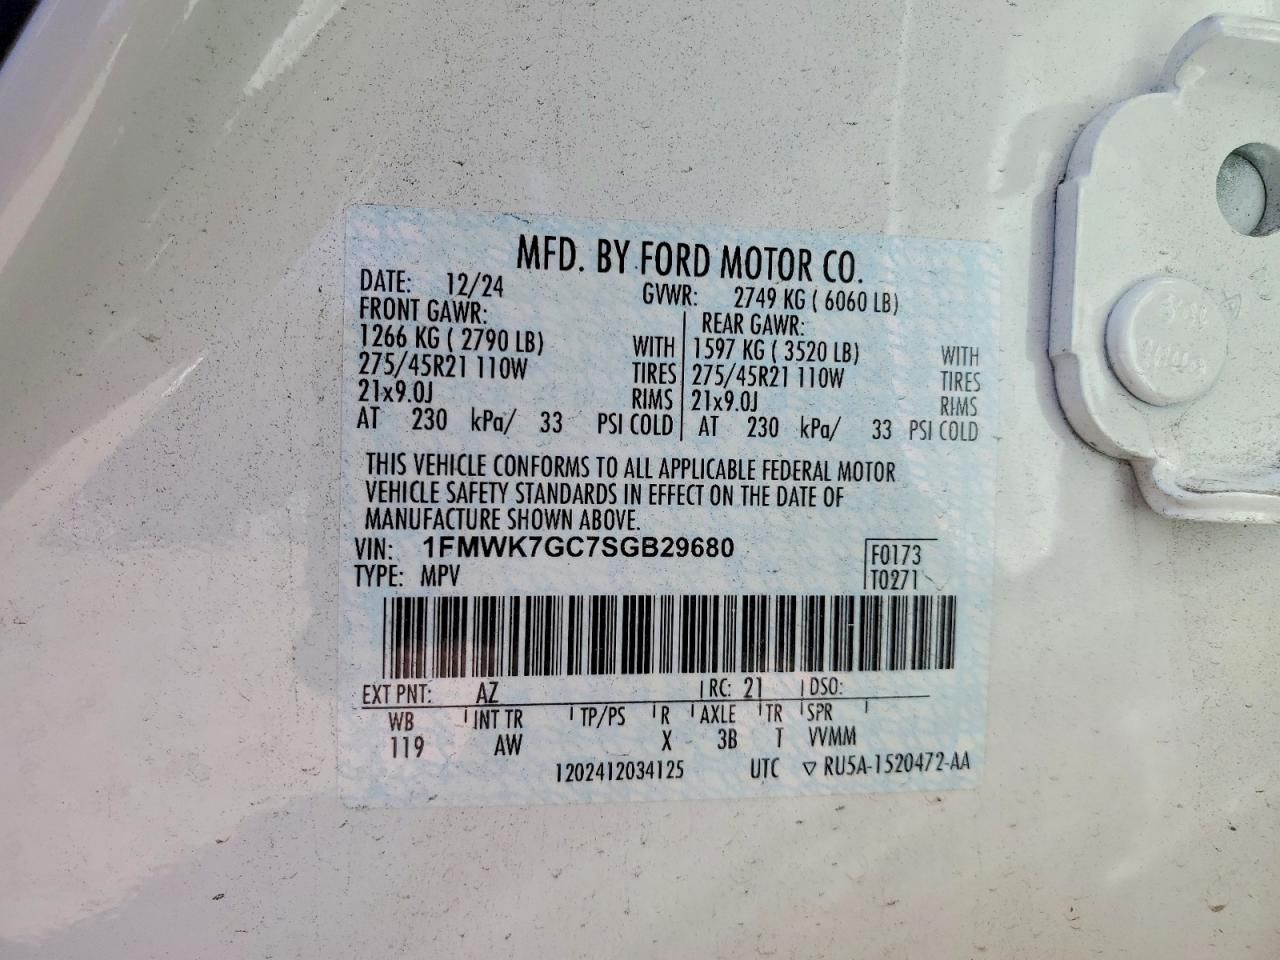 MFD. BY FORD MOTOR CO.
DATE: 12/24 GVWR: 2749 KG ( 6060 LB)
FRONT GAWR: REAR GAWR:
1266 KG ( 2790 LB) WITH 1597 KG ( 3520 LB) WITH
275/45R21 110W TIRES 275/45R21 110W TIRES
21x9.0J RIMS 21x9.0J RIMS
AT 230 kPa/ 33 PSI COLD AT 230 kPa/ 33 PSI COLD
THIS VEHICLE CONFORMS TO ALL APPLICABLE FEDERAL MOTOR
VEHICLE SAFETY STANDARDS IN EFFECT ON THE DATE OF
MANUFACTURE SHOWN ABOVE.
VIN: 1FMWK7GC7SGB29680 F0173
TYPE: MPV T0271
EXT PNT: AZ RC: 21 DSO:
WB INT TR TP/PS R AXLE TR SPR
119 AW X 3B T VVMM
1202412034125 UTC ▽ RU5A-1520472-AA